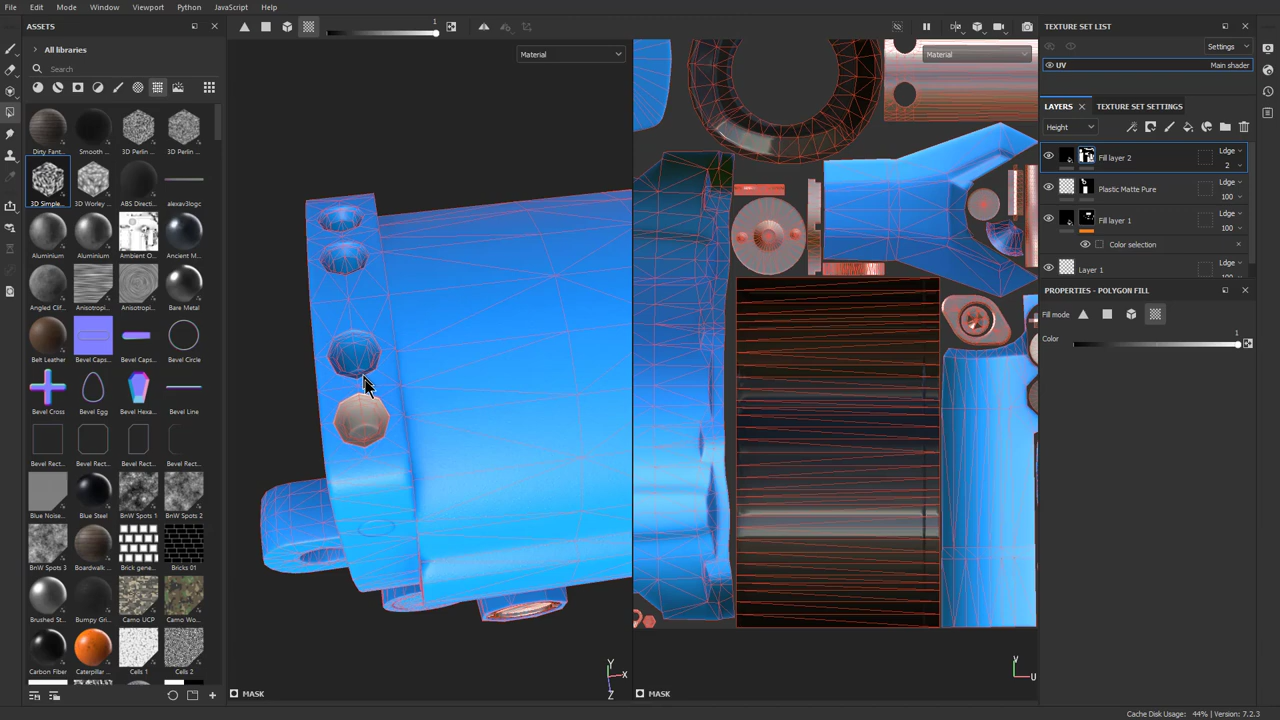 File Edit Mode Window Viewport Python JavaScript Help
ASSETS
All libraries
Search
Dirty Fant... Smooth ... 3D Perlin ... 3D Perlin ...
3D Simple... 3D Worley ... ABS Directi... alexav3logc
Aluminium Aluminium Ambient O... Ancient M...
Angled Clif... Anisotropi... Anisotropi... Bare Metal
Belt Leather Bevel Caps... Bevel Caps... Bevel Circle
Bevel Cross Bevel Egg Bevel Hexa... Bevel Line
Bevel Rect... Bevel Rect... Bevel Rect... Bevel Rect...
Blue Noise... Blue Steel BnW Spots 1 BnW Spots 2
BnW Spots 3 Boardwalk ... Brick gene... Bricks 01
Brushed St... Bumpy Gri... Camo UCP Camo Wo...
Carbon Fiber Caterpillar ... Cells 1 Cells 2
1
Material
Material
Y
X
Z
V
U
MASK
MASK
TEXTURE SET LIST
Settings
UV Main shader
LAYERS TEXTURE SET SETTINGS
Height
Fill layer 2 Ldge
2
Plastic Matte Pure Ldge
100
Fill layer 1 Ldge
100
Color selection
Layer 1 Ldge
PROPERTIES - POLYGON FILL
Fill mode
Color 1
Cache Disk Usage: 44% | Version: 7.2.3